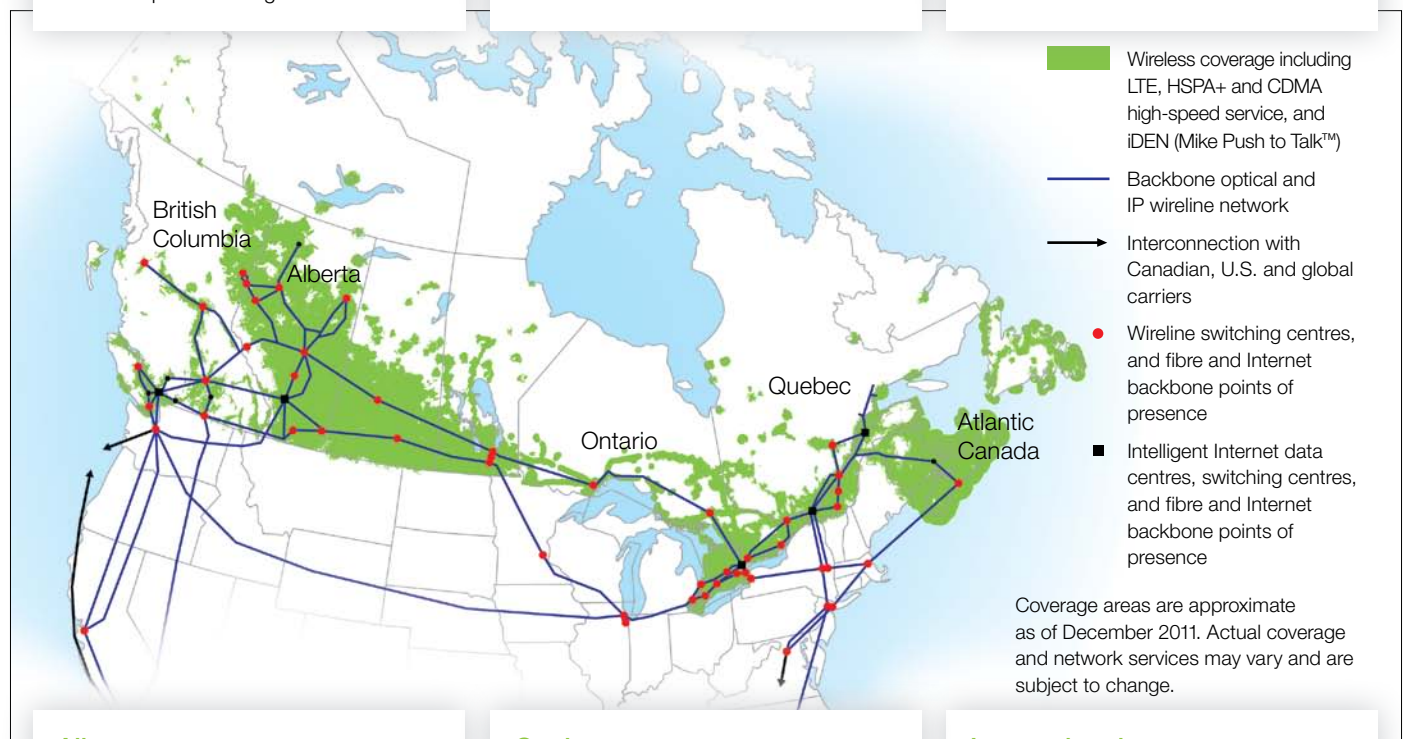 British
Columbia
Alberta
Ontario
Quebec
Atlantic
Canada
Wireless coverage including
LTE, HSPA+ and CDMA
high-speed service, and
iDEN (Mike Push to Talk™)
Backbone optical and
IP wireline network
Interconnection with
Canadian, U.S. and global
carriers
Wireline switching centres,
and fibre and Internet
backbone points of
presence
Intelligent Internet data
centres, switching centres,
and fibre and Internet
backbone points of
presence
Coverage areas are approximate
as of December 2011. Actual coverage
and network services may vary and are
subject to change.